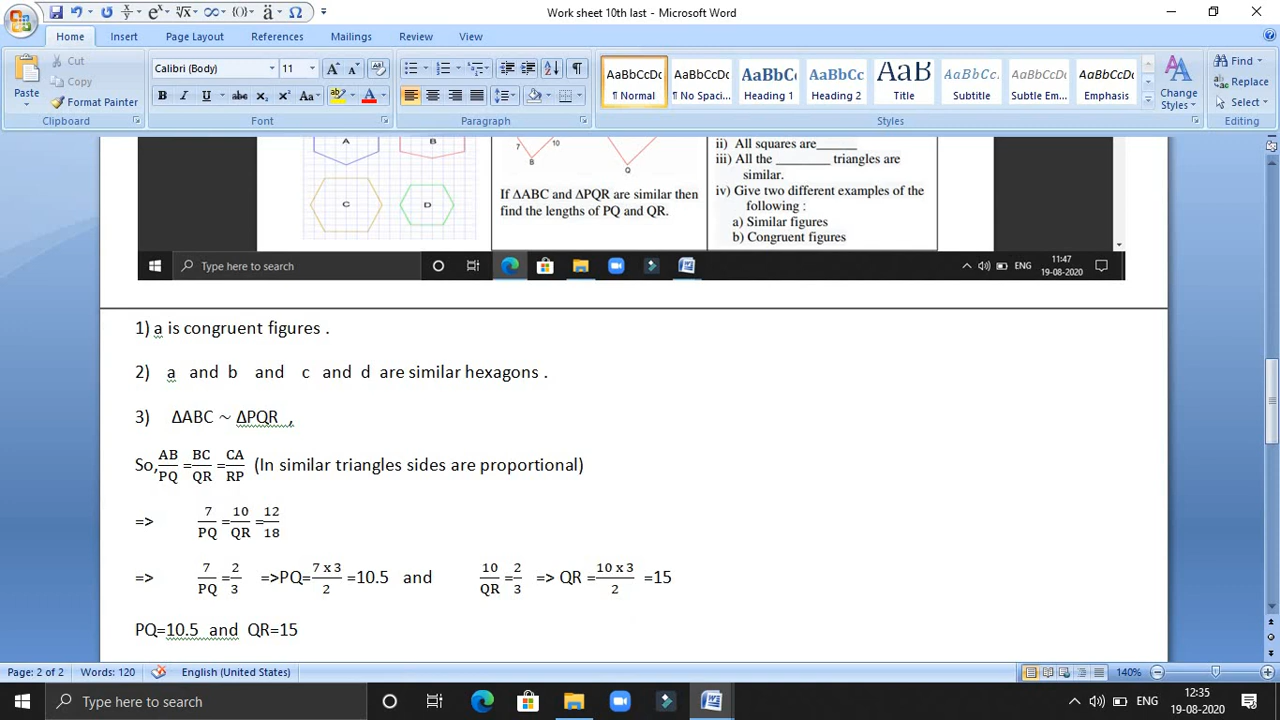 Work sheet 10th last - Microsoft Word
Home Insert Page Layout References Mailings Review View
Cut
Copy
Format Painter
Paste
Clipboard
Calibri (Body) 11
Font
Paragraph
AaBbCcDc AaBbCcDc AaBbCc AaBbCc AaB AaBbCc. AaBbCcDc AaBbCcDc
¶ Normal ¶ No Spaci... Heading 1 Heading 2 Title Subtitle Subtle Em... Emphasis
Change Styles
Styles
Find
Replace
Select
Editing
A B
C D
7 10
B Q
If ΔABC and ΔPQR are similar then
find the lengths of PQ and QR.
ii) All squares are______
iii) All the ________ triangles are
similar.
iv) Give two different examples of the
following :
a) Similar figures
b) Congruent figures
Type here to search ENG 11:47
19-08-2020
1) a is congruent figures .
2) a and b and c and d are similar hexagons .
3) ΔABC ~ ΔPQR ,
So, AB/PQ = BC/QR = CA/RP (In similar triangles sides are proportional)
=> 7/PQ = 10/QR = 12/18
=> 7/PQ = 2/3 =>PQ= 7 x 3/2 =10.5 and 10/QR = 2/3 => QR = 10 x 3/2 =15
PQ=10.5 and QR=15
Page: 2 of 2 Words: 120 English (United States) 140%
Type here to search ENG 12:35
19-08-2020